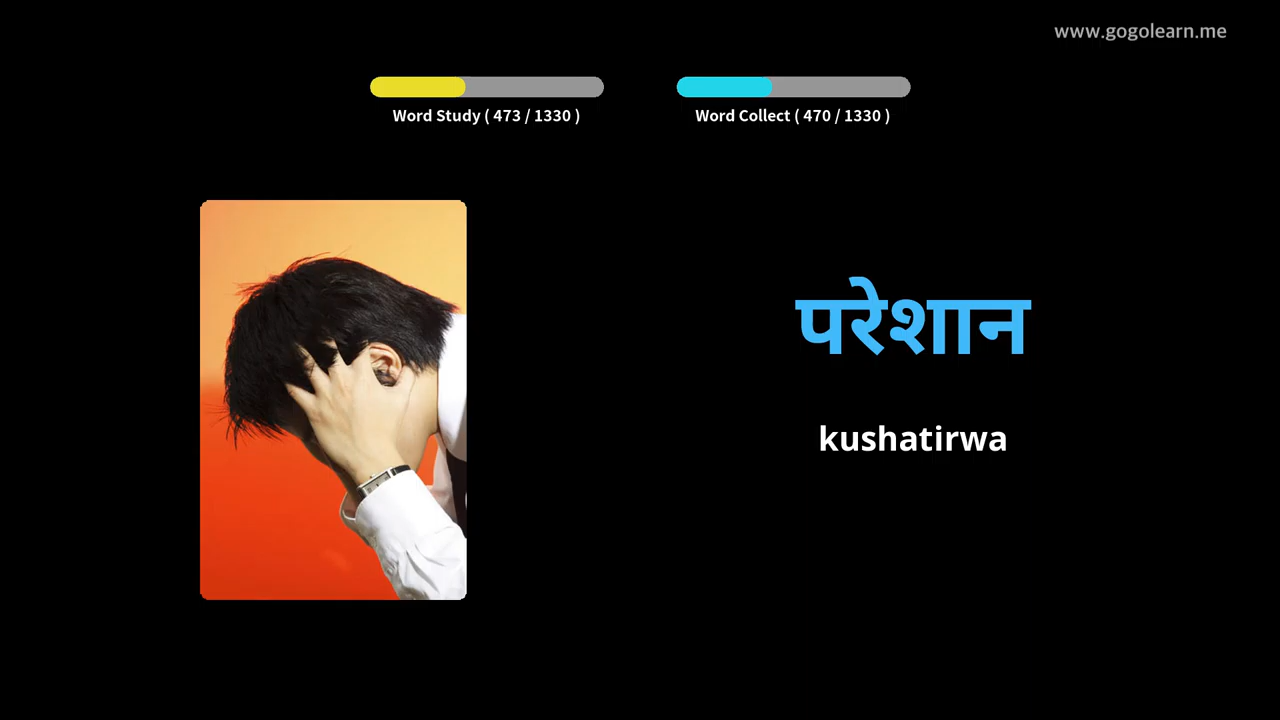 www.gogolearn.me
Word Study ( 473 / 1330 )
Word Collect ( 470 / 1330 )
परेशान
kushatirwa